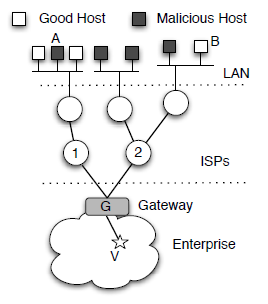 Good Host Malicious Host
A
B
LAN
1 2
ISPs
G Gateway
Enterprise
V